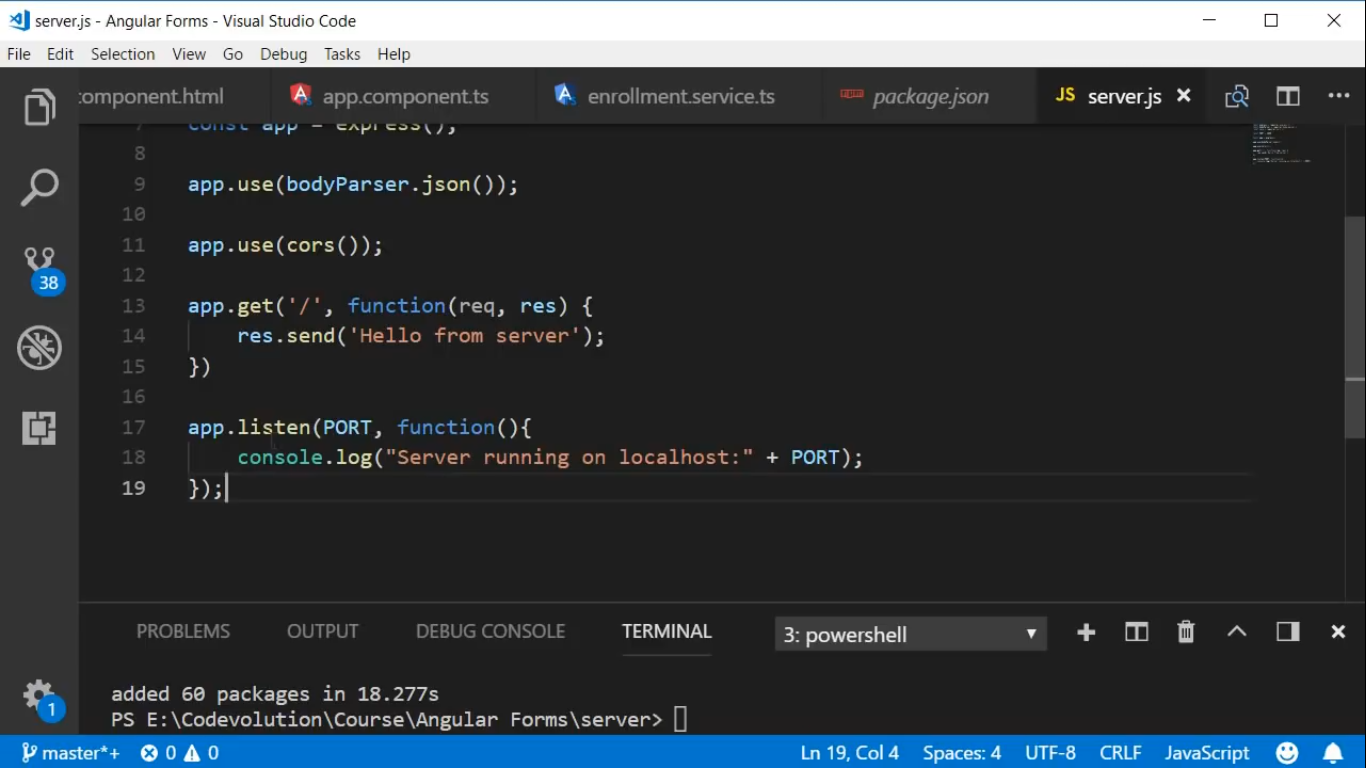 server.js - Angular Forms - Visual Studio Code
File Edit Selection View Go Debug Tasks Help
component.html app.component.ts enrollment.service.ts package.json JS server.js
7 const app = express();
8
9 app.use(bodyParser.json());
10
11 app.use(cors());
12
13 app.get('/', function(req, res) {
14 res.send('Hello from server');
15 })
16
17 app.listen(PORT, function(){
18 console.log("Server running on localhost:" + PORT);
19 });
38
PROBLEMS OUTPUT DEBUG CONSOLE TERMINAL 3: powershell
added 60 packages in 18.277s
PS E:\Codevolution\Course\Angular Forms\server>
1
master*+ 0 0 Ln 19, Col 4 Spaces: 4 UTF-8 CRLF JavaScript